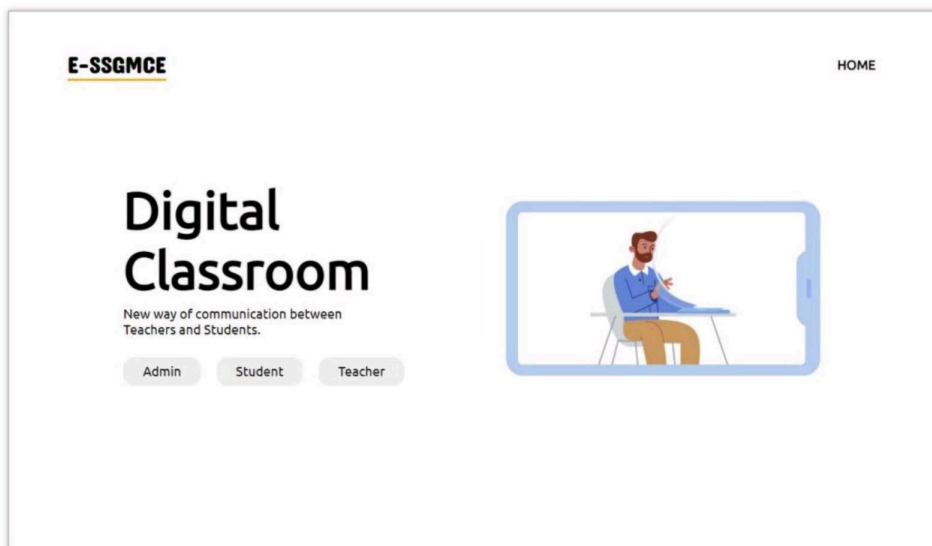 E-SSGMCE
HOME
Digital
Classroom
New way of communication between
Teachers and Students.
Admin
Student
Teacher